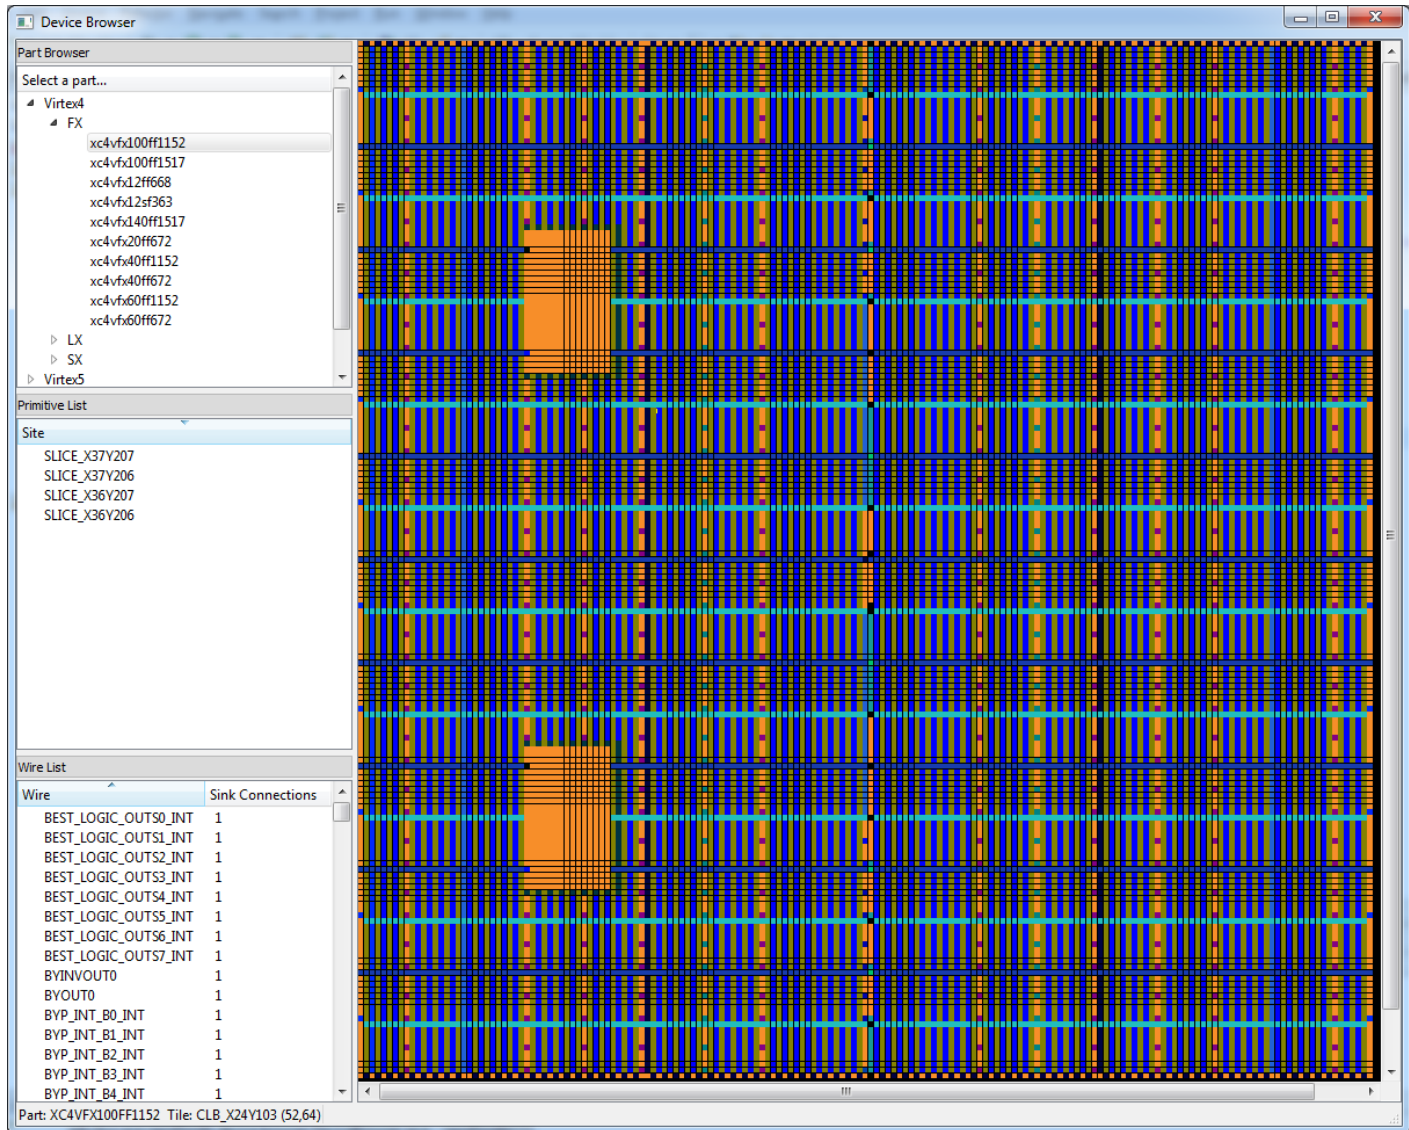 Device Browser
Part Browser
Select a part...
Virtex4
FX
xc4vfx100ff1152
xc4vfx100ff1517
xc4vfx12ff668
xc4vfx12sf363
xc4vfx140ff1517
xc4vfx20ff672
xc4vfx40ff1152
xc4vfx40ff672
xc4vfx60ff1152
xc4vfx60ff672
LX
SX
Virtex5
Primitive List
Site
SLICE_X37Y207
SLICE_X37Y206
SLICE_X36Y207
SLICE_X36Y206
Wire List
Wire Sink Connections
BEST_LOGIC_OUTS0_INT 1
BEST_LOGIC_OUTS1_INT 1
BEST_LOGIC_OUTS2_INT 1
BEST_LOGIC_OUTS3_INT 1
BEST_LOGIC_OUTS4_INT 1
BEST_LOGIC_OUTS5_INT 1
BEST_LOGIC_OUTS6_INT 1
BEST_LOGIC_OUTS7_INT 1
BYINVOUT0 1
BYOUT0 1
BYP_INT_B0_INT 1
BYP_INT_B1_INT 1
BYP_INT_B2_INT 1
BYP_INT_B3_INT 1
BYP_INT_B4_INT 1
Part: XC4VFX100FF1152 Tile: CLB_X24Y103 (52,64)